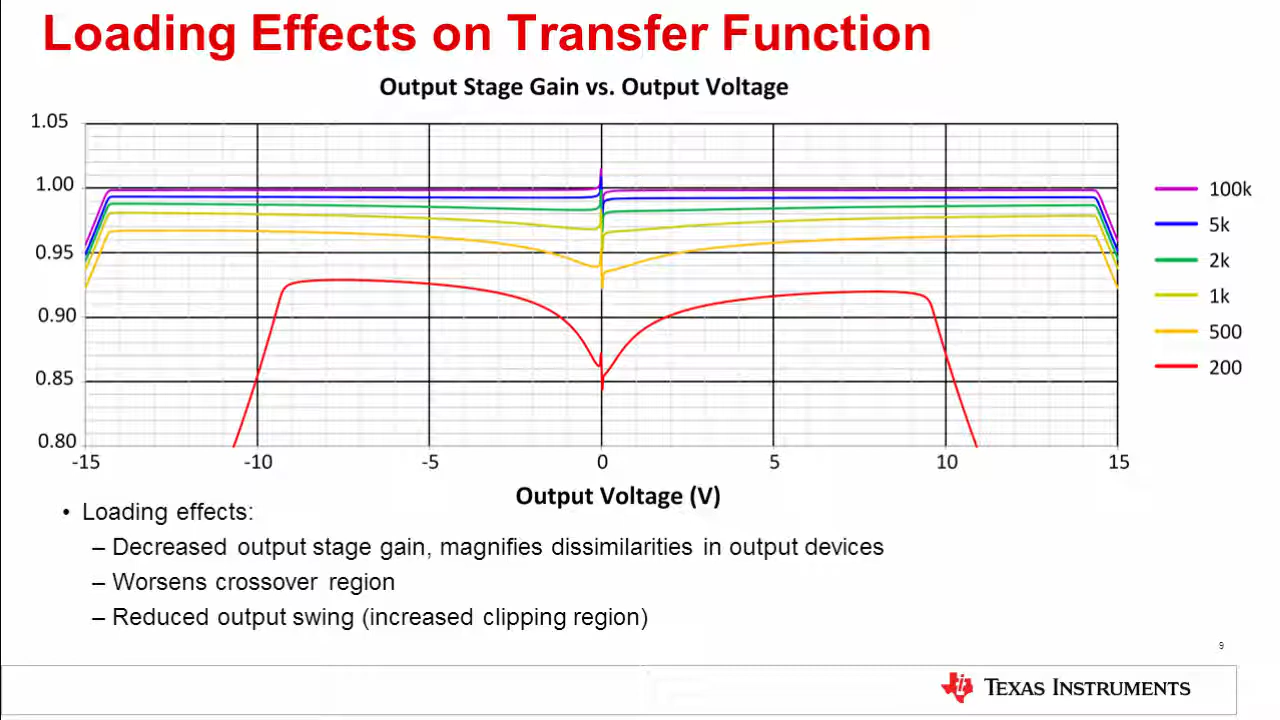 Loading Effects on Transfer Function
Output Stage Gain vs. Output Voltage
1.05
1.00
0.95
0.90
0.85
0.80
-15 -10 -5 0 5 10 15
Output Voltage (V)
100k
5k
2k
1k
500
200
• Loading effects:
– Decreased output stage gain, magnifies dissimilarities in output devices
– Worsens crossover region
– Reduced output swing (increased clipping region)
9
TEXAS INSTRUMENTS